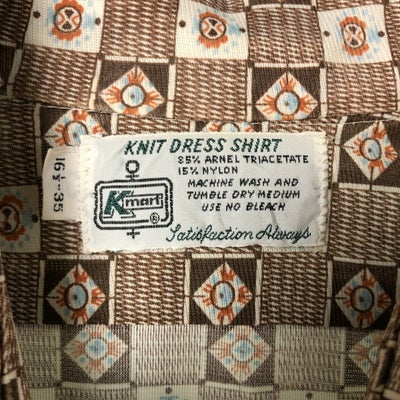 KNIT DRESS SHIRT
85% ARNEL TRIACETATE
15% NYLON
MACHINE WASH AND
TUMBLE DRY MEDIUM
USE NO BLEACH
Kmart ®
Satisfaction Always
16½-35